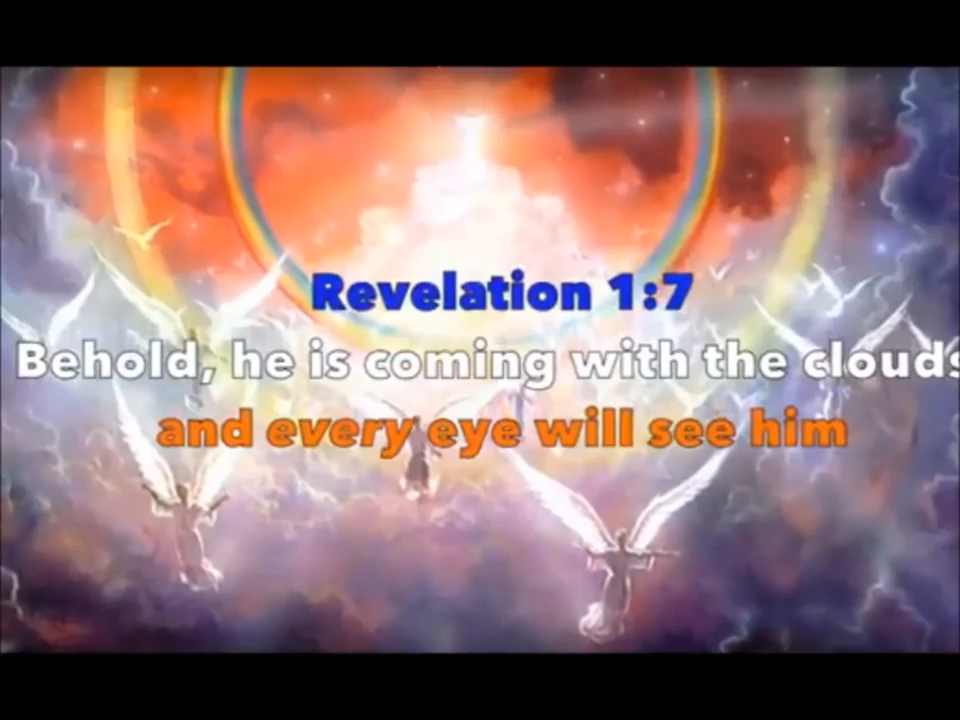 Revelation 1:7
Behold, he is coming with the clouds
and every eye will see him